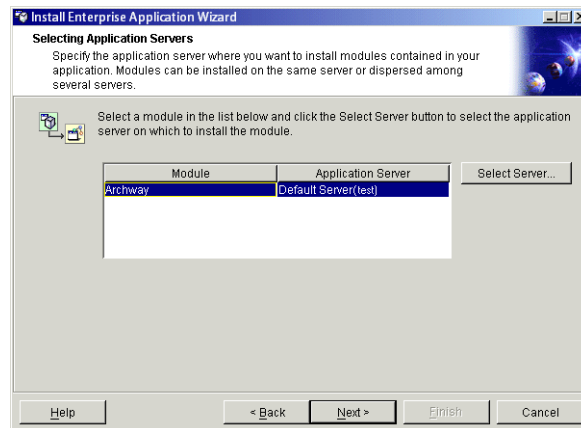 Install Enterprise Application Wizard
Selecting Application Servers
Specify the application server where you want to install modules contained in your
application. Modules can be installed on the same server or dispersed among
several servers.
Select a module in the list below and click the Select Server button to select the application
server on which to install the module.
Module Application Server
Archway Default Server(test)
Select Server...
Help < Back Next > Finish Cancel